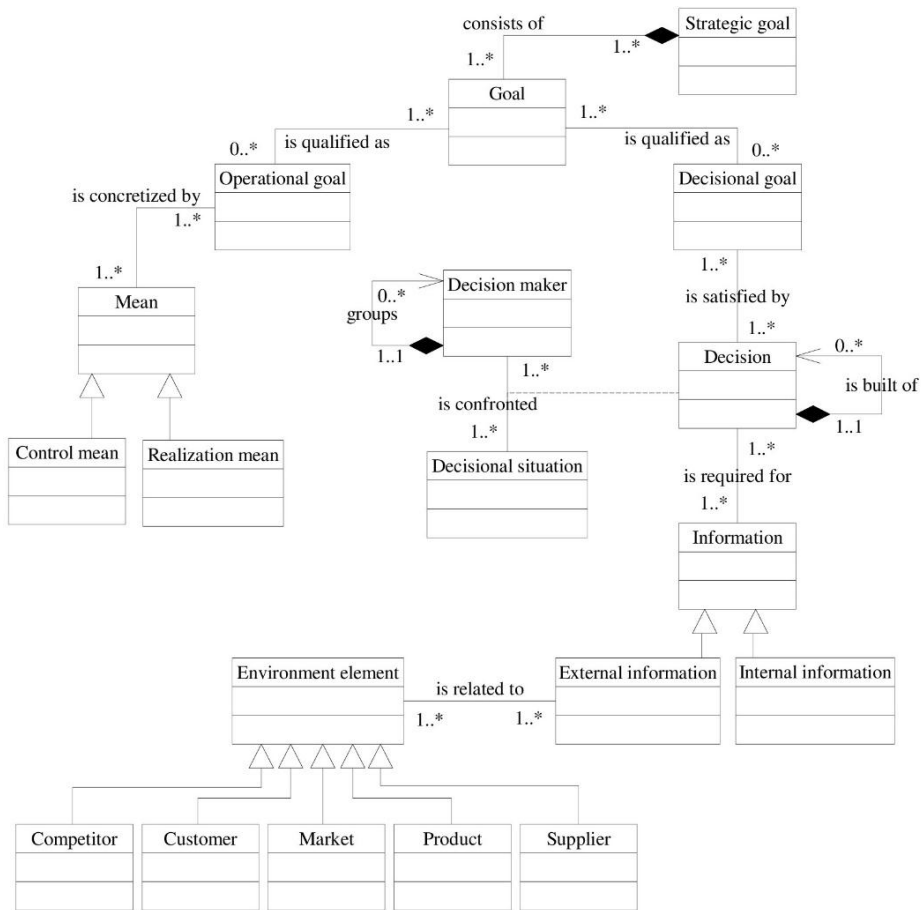 consists of
Strategic goal
1..*
1..*
Goal
1..*
1..*
is qualified as
is qualified as
0..*
0..*
Operational goal
Decisional goal
is concretized by
1..*
1..*
1..*
Decision maker
0..*
Mean
is satisfied by
groups
1..*
1..1
Decision
0..*
1..*
is built of
is confronted
1..1
1..*
1..*
Control mean
Realization mean
Decisional situation
is required for
1..*
Information
Environment element
External information
Internal information
is related to
1..*
1..*
Competitor
Customer
Market
Product
Supplier